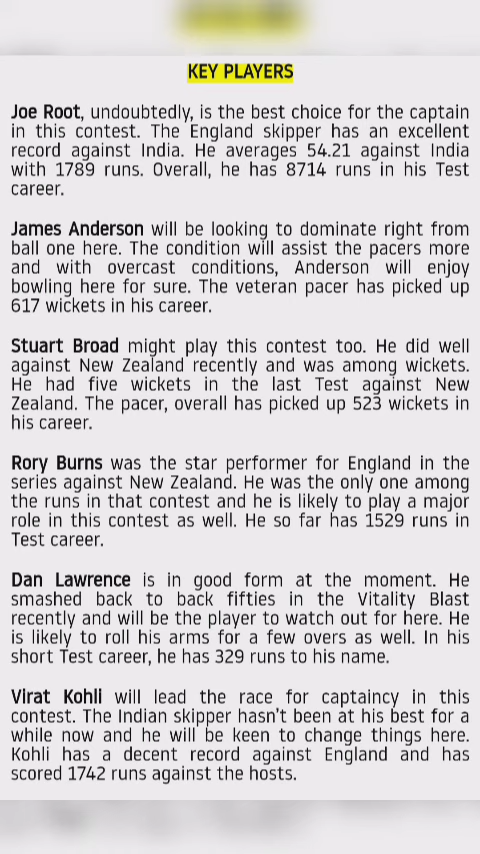 KEY PLAYERS
Joe Root, undoubtedly, is the best choice for the captain
in this contest. The England skipper has an excellent
record against India. He averages 54.21 against India
with 1789 runs. Overall, he has 8714 runs in his Test
career.
James Anderson will be looking to dominate right from
ball one here. The condition will assist the pacers more
and with overcast conditions, Anderson will enjoy
bowling here for sure. The veteran pacer has picked up
617 wickets in his career.
Stuart Broad might play this contest too. He did well
against New Zealand recently and was among wickets.
He had five wickets in the last Test against New
Zealand. The pacer, overall has picked up 523 wickets in
his career.
Rory Burns was the star performer for England in the
series against New Zealand. He was the only one among
the runs in that contest and he is likely to play a major
role in this contest as well. He so far has 1529 runs in
Test career.
Dan Lawrence is in good form at the moment. He
smashed back to back fifties in the Vitality Blast
recently and will be the player to watch out for here. He
is likely to roll his arms for a few overs as well. In his
short Test career, he has 329 runs to his name.
Virat Kohli will lead the race for captaincy in this
contest. The Indian skipper hasn't been at his best for a
while now and he will be keen to change things here.
Kohli has a decent record against England and has
scored 1742 runs against the hosts.